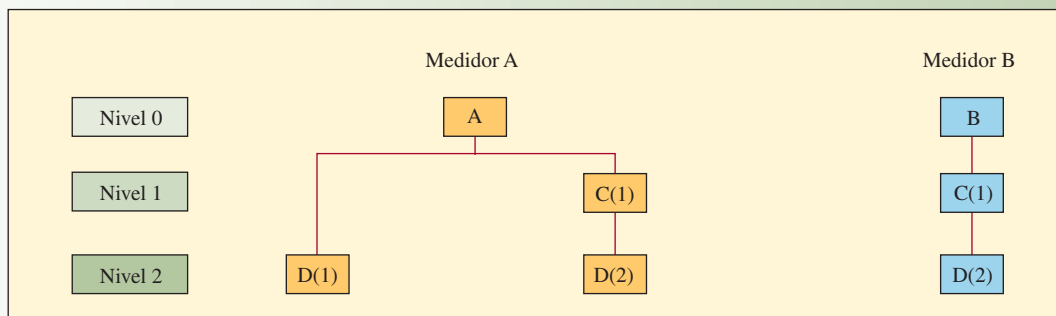 Medidor A Medidor B
Nivel 0 A B
Nivel 1 C(1) C(1)
Nivel 2 D(1) D(2) D(2)